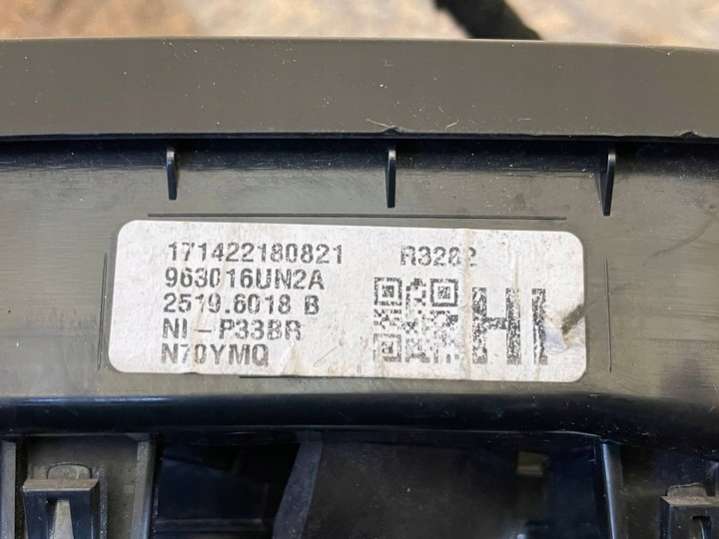 171422180821 R3282
963016UN2A
2519.6018 B
NI-P33BR
N70YMQ
HI